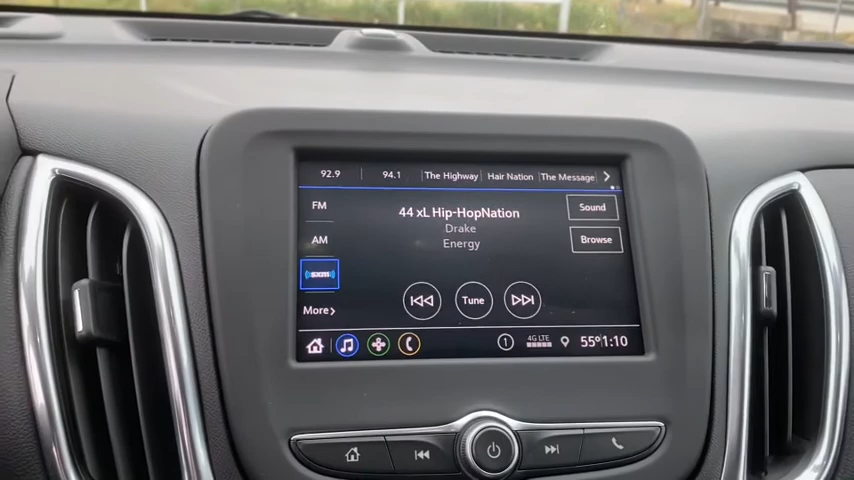 92.9 94.1 The Highway Hair Nation The Message
FM
44 xL Hip-HopNation
Sound
Drake
AM
Energy
Browse
sxm
More
Tune
1 4G LTE 55° 1:10